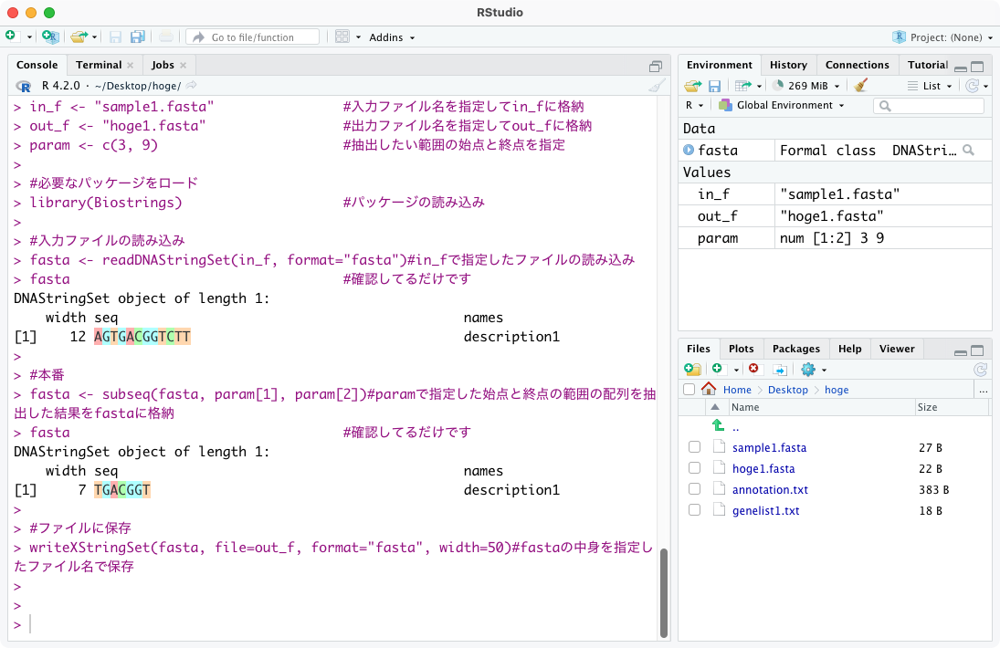 RStudio
Go to file/function
Addins
Project: (None)
Console Terminal Jobs
R 4.2.0 · ~/Desktop/hoge/
> in_f <- "sample1.fasta" #入力ファイル名を指定してin_fに格納
> out_f <- "hoge1.fasta" #出力ファイル名を指定してout_fに格納
> param <- c(3, 9) #抽出したい範囲の始点と終点を指定
>
> #必要なパッケージをロード
> library(Biostrings) #パッケージの読み込み
>
> #入力ファイルの読み込み
> fasta <- readDNAStringSet(in_f, format="fasta")#in_fで指定したファイルの読み込み
> fasta #確認してるだけです
DNAStringSet object of length 1:
width seq names
[1] 12 AGTGACGGTCTT description1
>
> #本番
> fasta <- subseq(fasta, param[1], param[2])#paramで指定した始点と終点の範囲の配列を抽
出した結果をfastaに格納
> fasta #確認してるだけです
DNAStringSet object of length 1:
width seq names
[1] 7 TGACGGT description1
>
> #ファイルに保存
> writeXStringSet(fasta, file=out_f, format="fasta", width=50)#fastaの中身を指定し
たファイル名で保存
>
>
>
Environment History Connections Tutorial
269 MiB
List
R Global Environment
Data
fasta Formal class DNAStri…
Values
in_f "sample1.fasta"
out_f "hoge1.fasta"
param num [1:2] 3 9
Files Plots Packages Help Viewer
Home Desktop hoge ...
Name Size
..
sample1.fasta 27 B
hoge1.fasta 22 B
annotation.txt 383 B
genelist1.txt 18 B